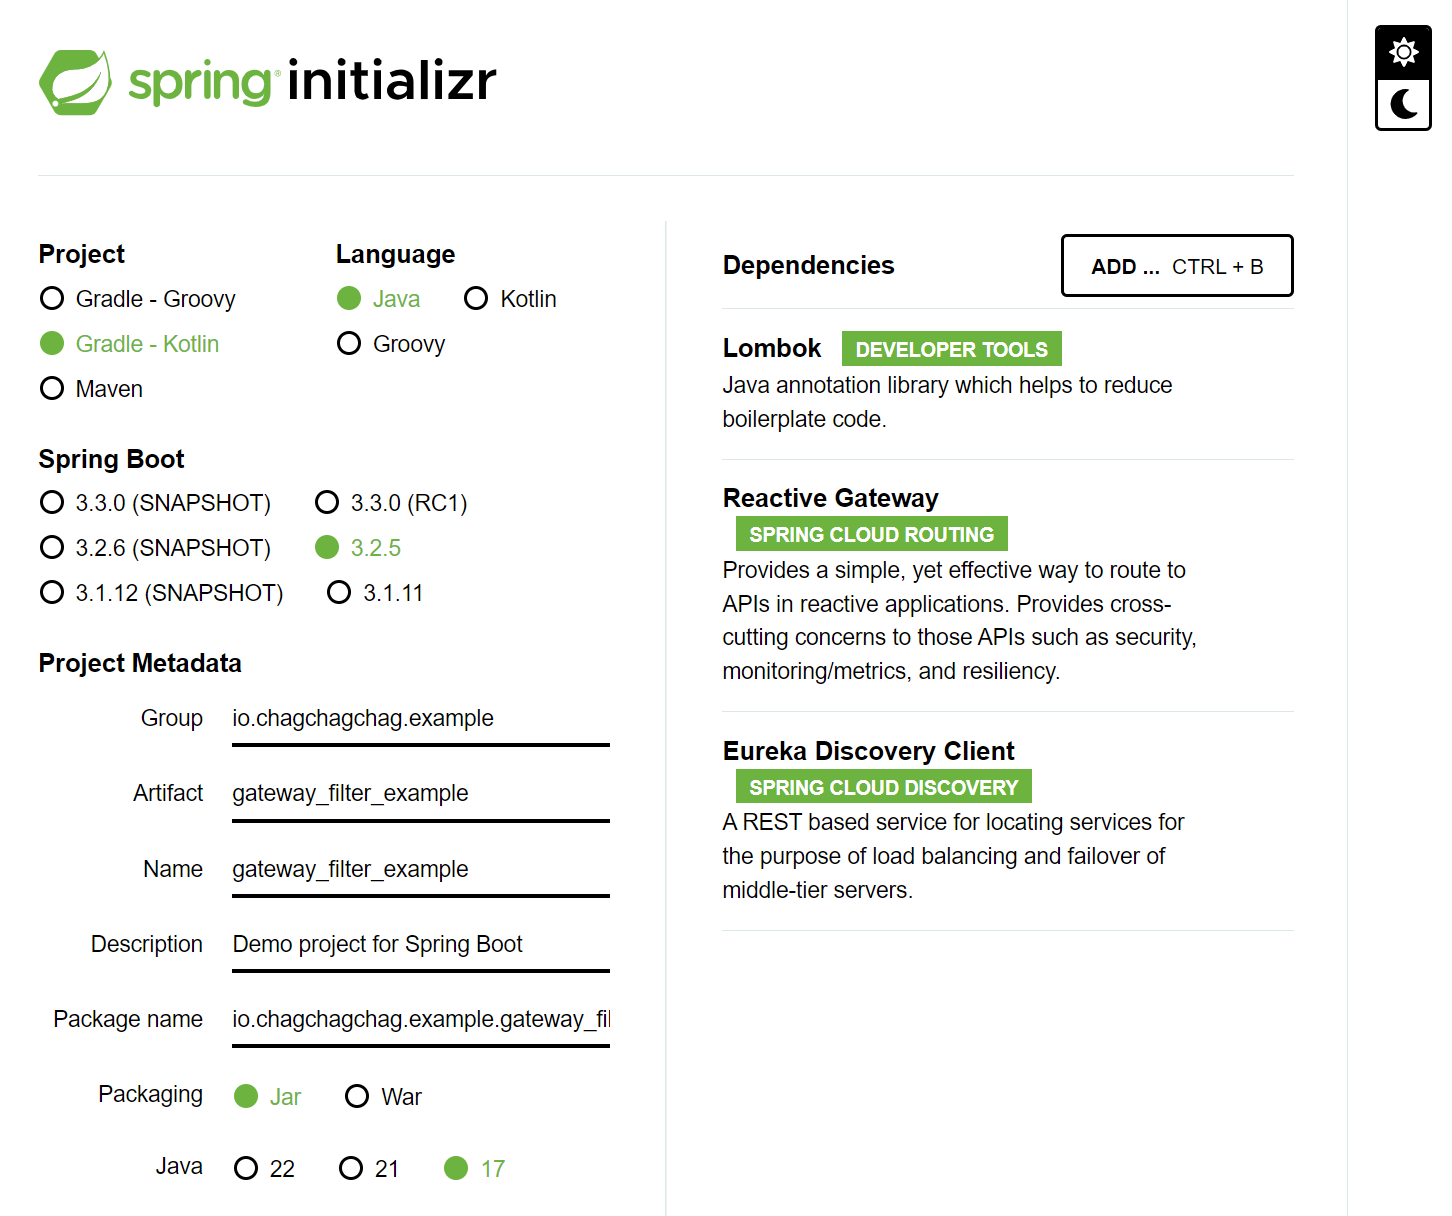 spring initializr
Project
Gradle - Groovy
Gradle - Kotlin
Maven
Language
Java
Kotlin
Groovy
Spring Boot
3.3.0 (SNAPSHOT)
3.3.0 (RC1)
3.2.6 (SNAPSHOT)
3.2.5
3.1.12 (SNAPSHOT)
3.1.11
Project Metadata
Group
io.chagchagchag.example
Artifact
gateway_filter_example
Name
gateway_filter_example
Description
Demo project for Spring Boot
Package name
io.chagchagchag.example.gateway_fil
Packaging
Jar
War
Java
22
21
17
Dependencies
ADD ... CTRL + B
Lombok
DEVELOPER TOOLS
Java annotation library which helps to reduce
boilerplate code.
Reactive Gateway
SPRING CLOUD ROUTING
Provides a simple, yet effective way to route to
APIs in reactive applications. Provides cross-
cutting concerns to those APIs such as security,
monitoring/metrics, and resiliency.
Eureka Discovery Client
SPRING CLOUD DISCOVERY
A REST based service for locating services for
the purpose of load balancing and failover of
middle-tier servers.